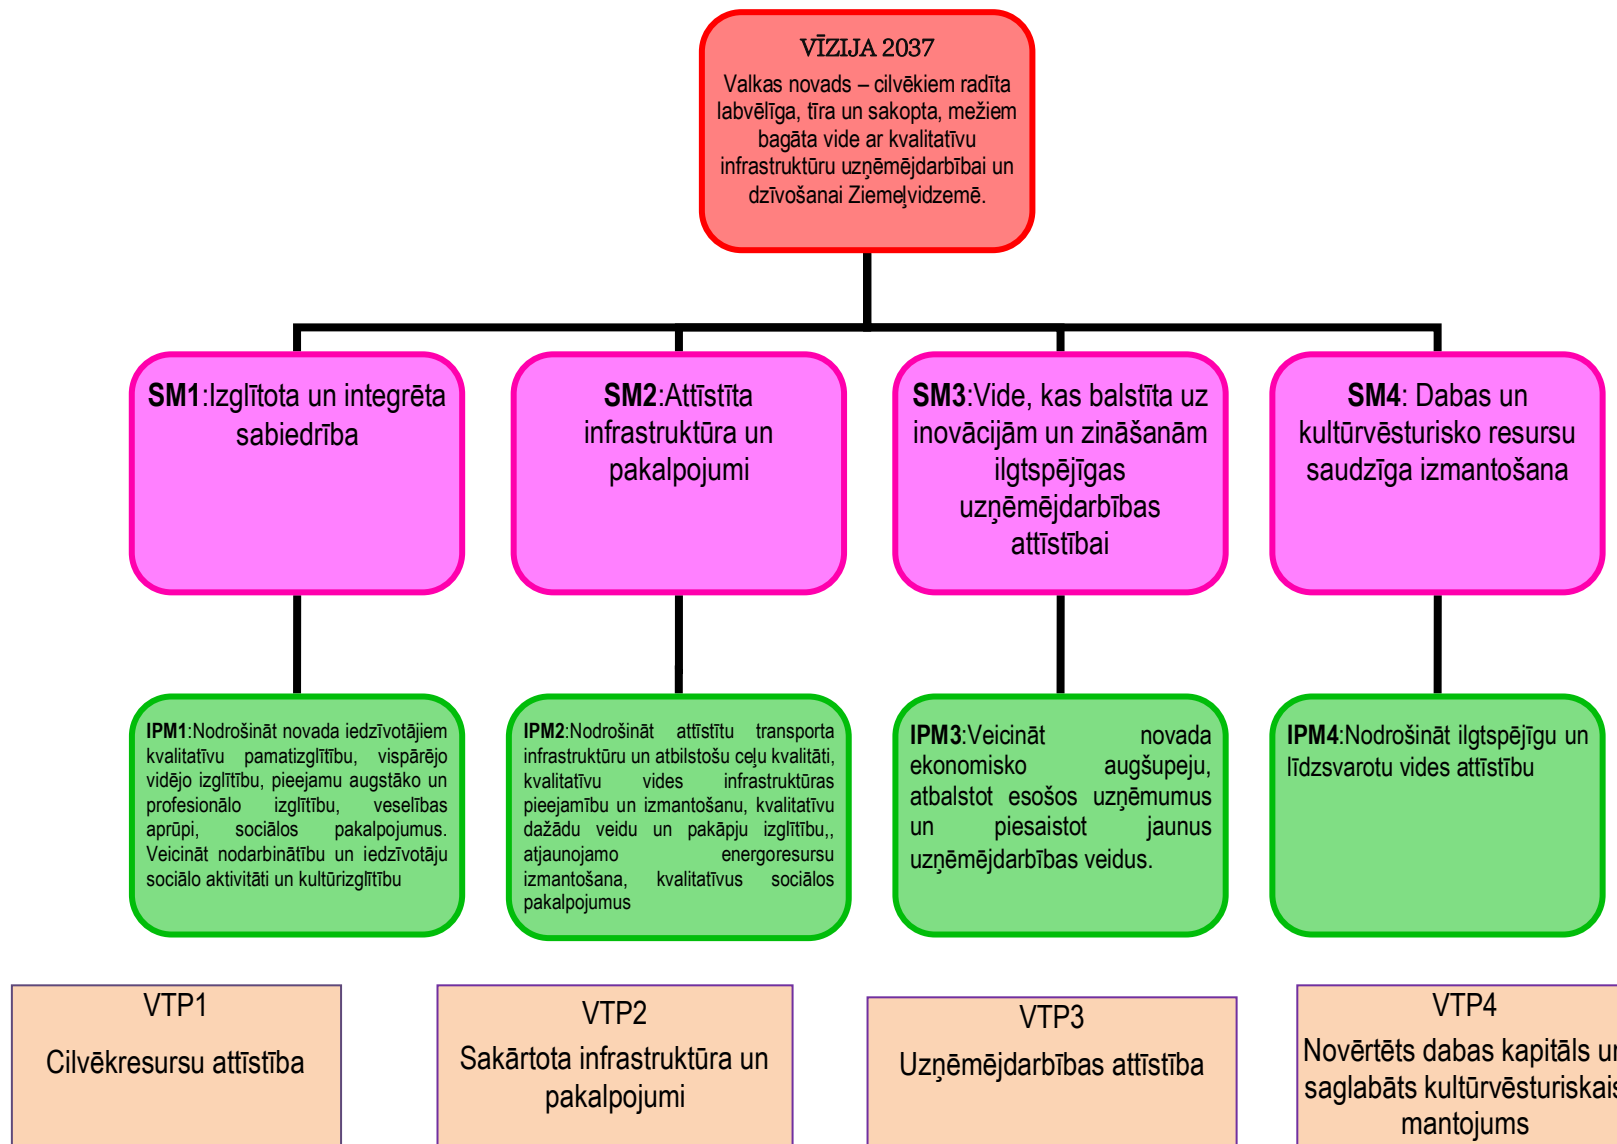 VĪZIJA 2037
Valkas novads – cilvēkiem radīta
labvēlīga, tīra un sakopta, mežiem
bagāta vide ar kvalitatīvu
infrastruktūru uzņēmējdarbībai un
dzīvošanai Ziemeļvidzemē.
SM1:Izglītota un integrēta
sabiedrība
SM2:Attīstīta
infrastruktūra un
pakalpojumi
SM3:Vide, kas balstīta uz
inovācijām un zināšanām
ilgtspējīgas
uzņēmējdarbības
attīstībai
SM4: Dabas un
kultūrvēsturisko resursu
saudzīga izmantošana
IPM1:Nodrošināt novada iedzīvotājiem
kvalitatīvu pamatizglītību, vispārējo
vidējo izglītību, pieejamu augstāko un
profesionālo izglītību, veselības
aprūpi, sociālos pakalpojumus.
Veicināt nodarbinātību un iedzīvotāju
sociālo aktivitāti un kultūrizglītību
IPM2:Nodrošināt attīstītu transporta
infrastruktūru un atbilstošu ceļu kvalitāti,
kvalitatīvu vides infrastruktūras
pieejamību un izmantošanu, kvalitatīvu
dažādu veidu un pakāpju izglītību,,
atjaunojamo energoresursu
izmantošana, kvalitatīvus sociālos
pakalpojumus
IPM3:Veicināt novada
ekonomisko augšupeju,
atbalstot esošos uzņēmumus
un piesaistot jaunus
uzņēmējdarbības veidus.
IPM4:Nodrošināt ilgtspējīgu un
līdzsvarotu vides attīstību
VTP1
Cilvēkresursu attīstība
VTP2
Sakārtota infrastruktūra un
pakalpojumi
VTP3
Uzņēmējdarbības attīstība
VTP4
Novērtēts dabas kapitāls un
saglabāts kultūrvēsturiskais
mantojums